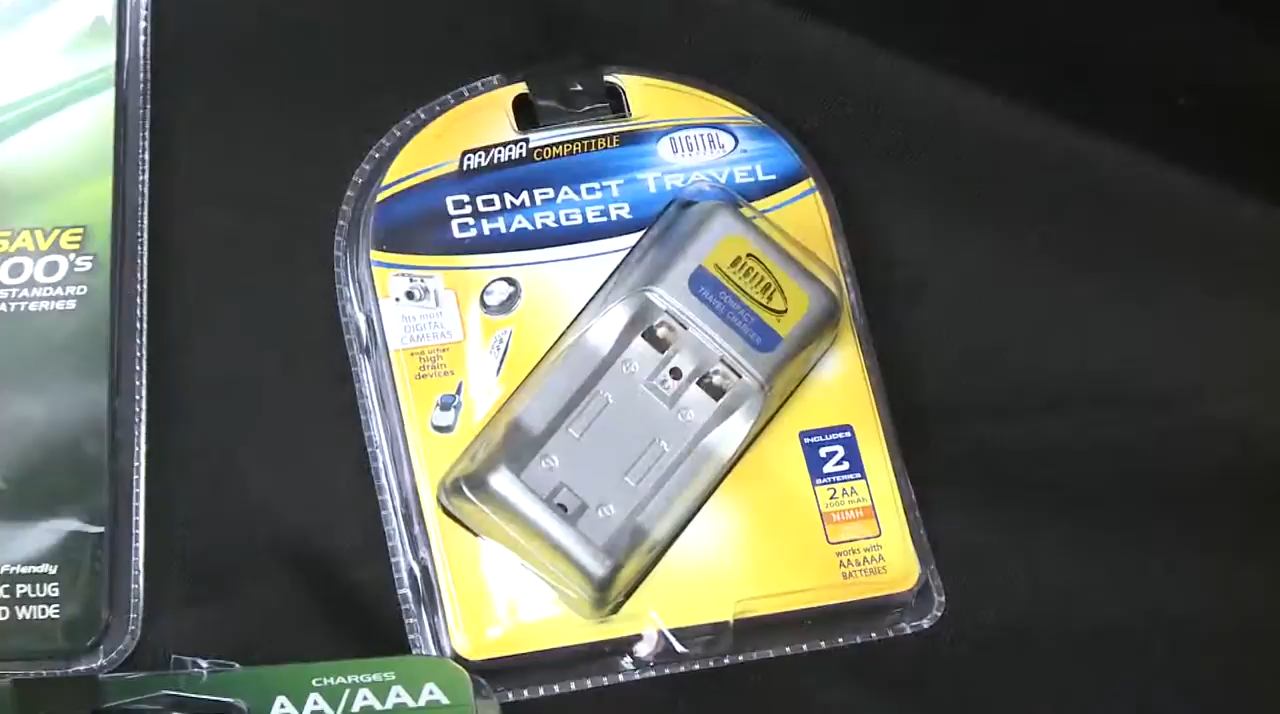 SAVE
00'S
STANDARD
ATTERIES
Friendly
C PLUG
D WIDE
AA/AAA COMPATIBLE
DIGITAL
COMPACT TRAVEL
CHARGER
fits most
DIGITAL
CAMERAS
and other
high
drain
devices
DIGITAL
COMPACT
TRAVEL CHARGER
INCLUDES
2
BATTERIES
2 AA
2000 mAh
NiMH
works with
AA & AAA
BATTERIES
CHARGES
AA/AAA